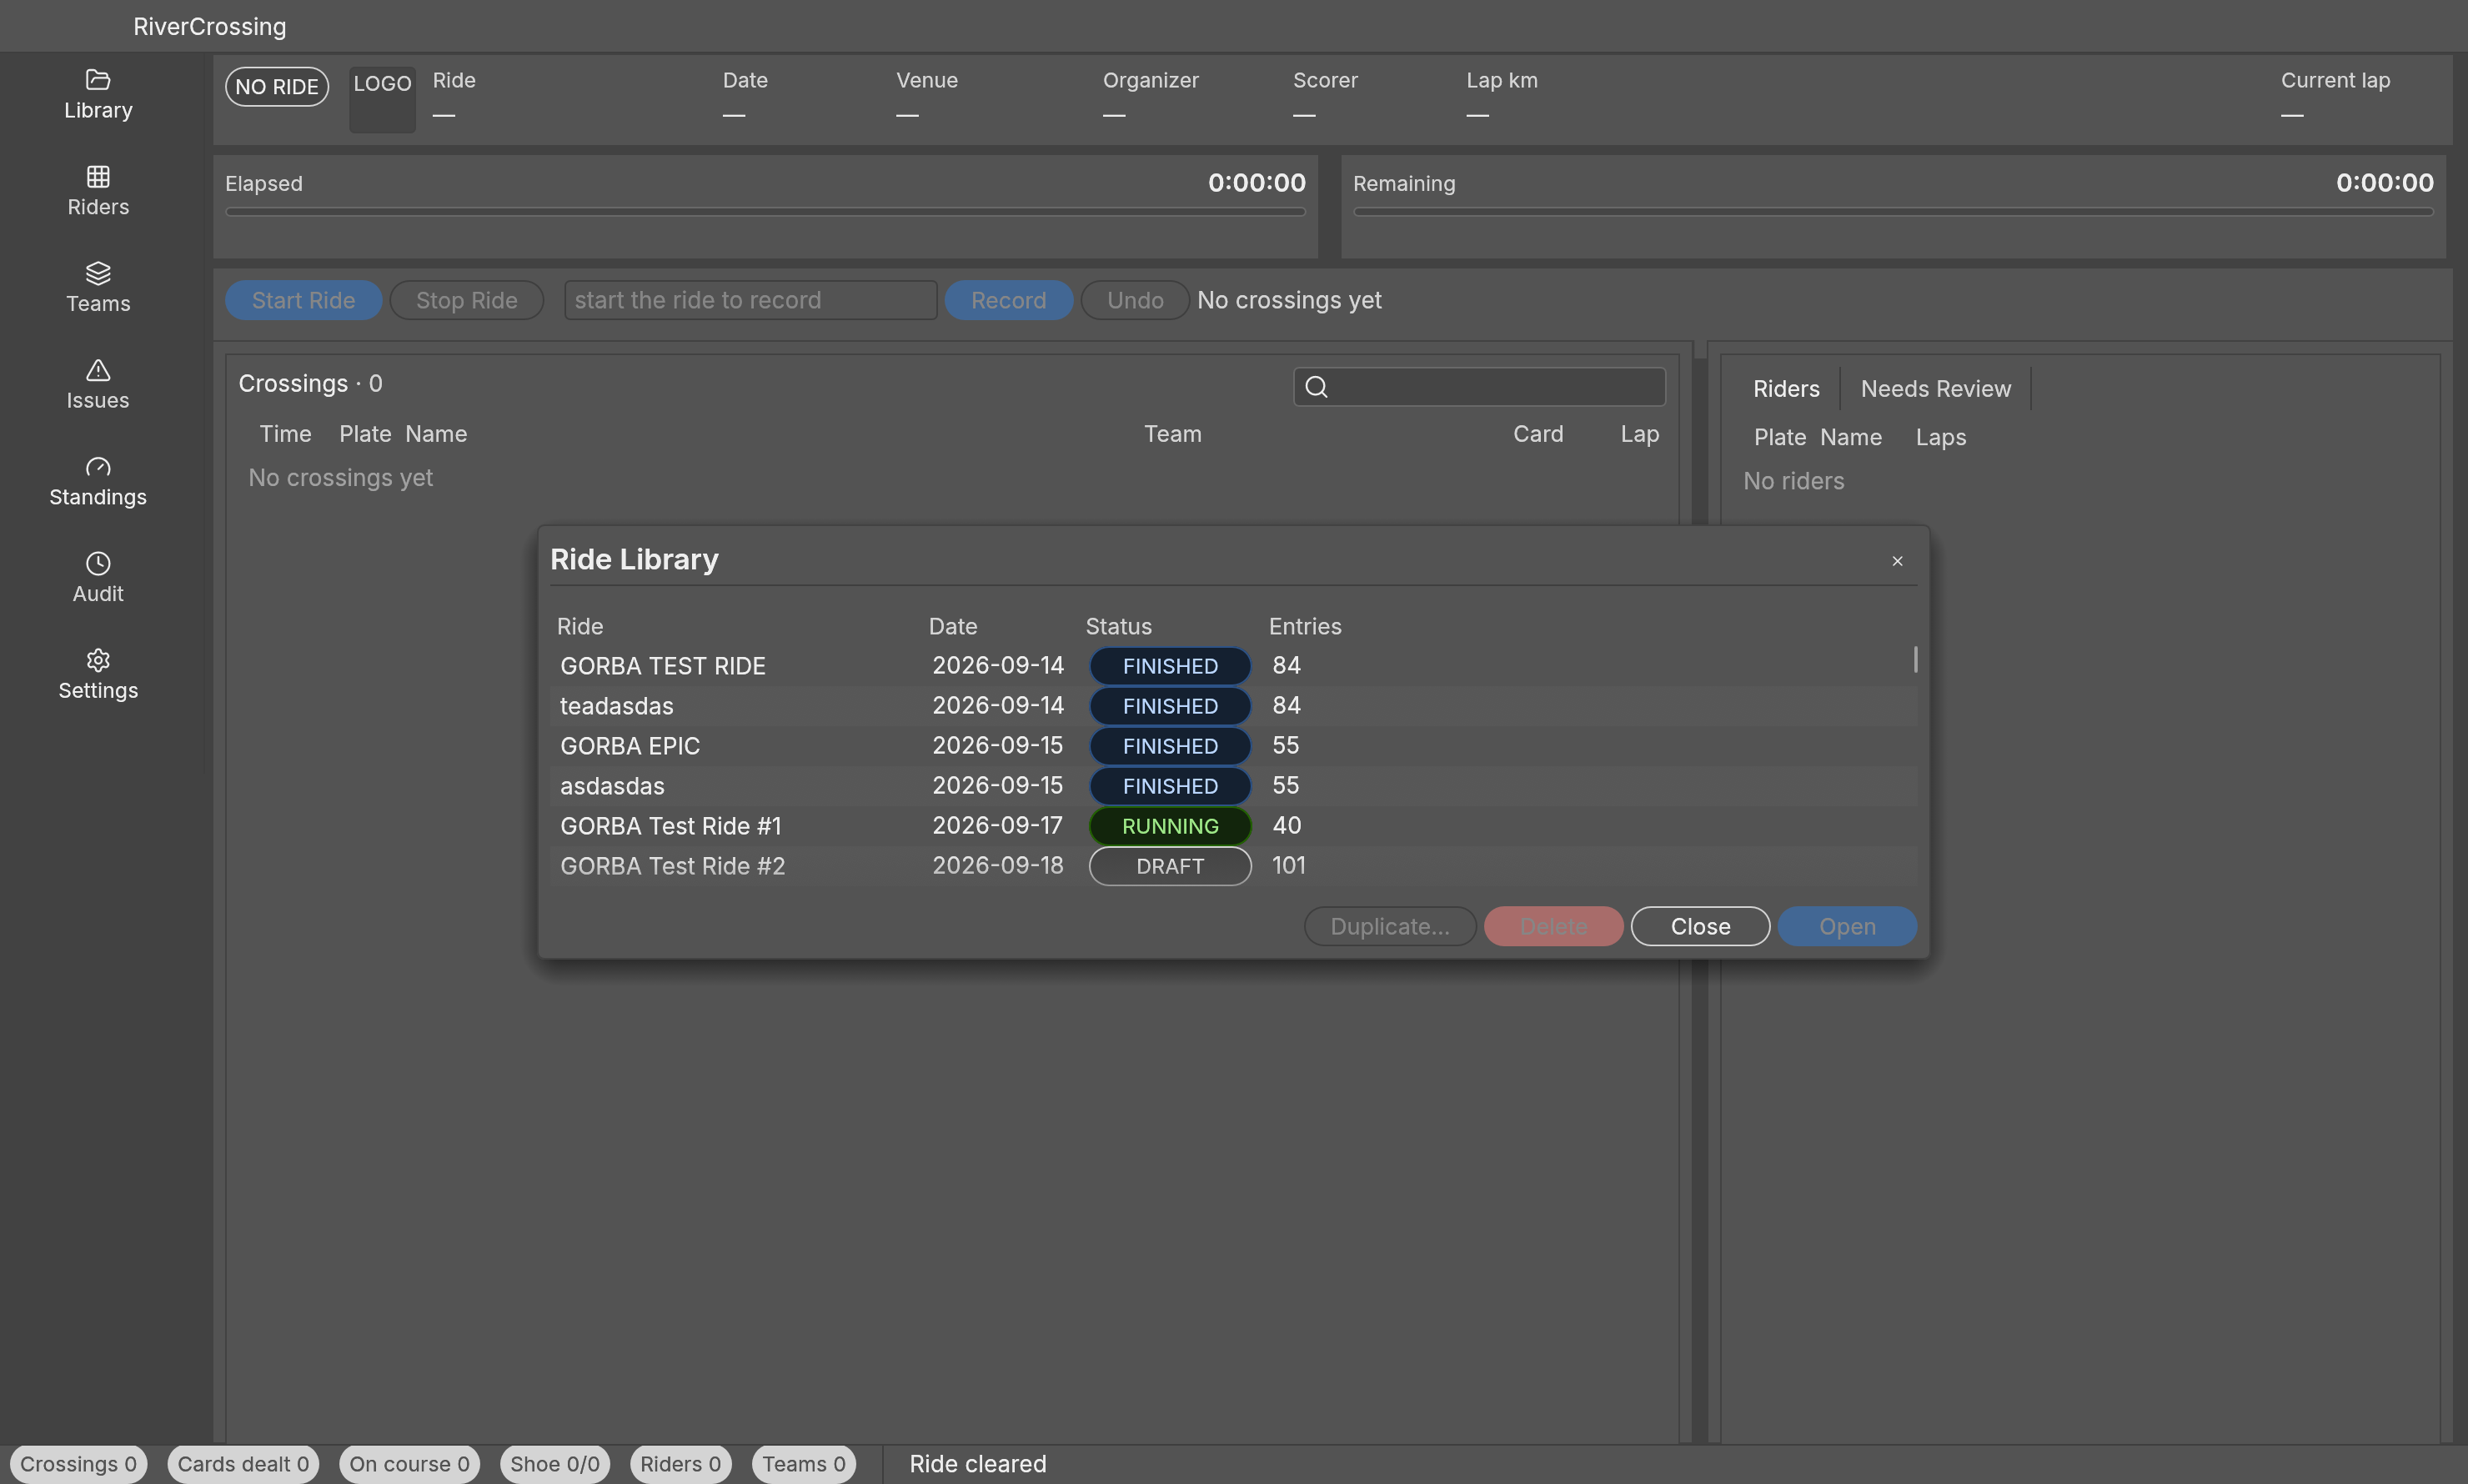 RiverCrossing
Library
Riders
Teams
Issues
Standings
Audit
Settings
NO RIDE
LOGO
Ride
—
Date
—
Venue
—
Organizer
—
Scorer
—
Lap km
—
Current lap
—
Elapsed 0:00:00
Remaining 0:00:00
Start Ride Stop Ride start the ride to record Record Undo No crossings yet
Crossings · 0
Time Plate Name Team Card Lap
No crossings yet
Riders Needs Review
Plate Name Laps
No riders
Ride Library ×
Ride Date Status Entries
GORBA TEST RIDE 2026-09-14 FINISHED 84
teadasdas 2026-09-14 FINISHED 84
GORBA EPIC 2026-09-15 FINISHED 55
asdasdas 2026-09-15 FINISHED 55
GORBA Test Ride #1 2026-09-17 RUNNING 40
GORBA Test Ride #2 2026-09-18 DRAFT 101
Duplicate... Delete Close Open
Crossings 0 Cards dealt 0 On course 0 Shoe 0/0 Riders 0 Teams 0 Ride cleared